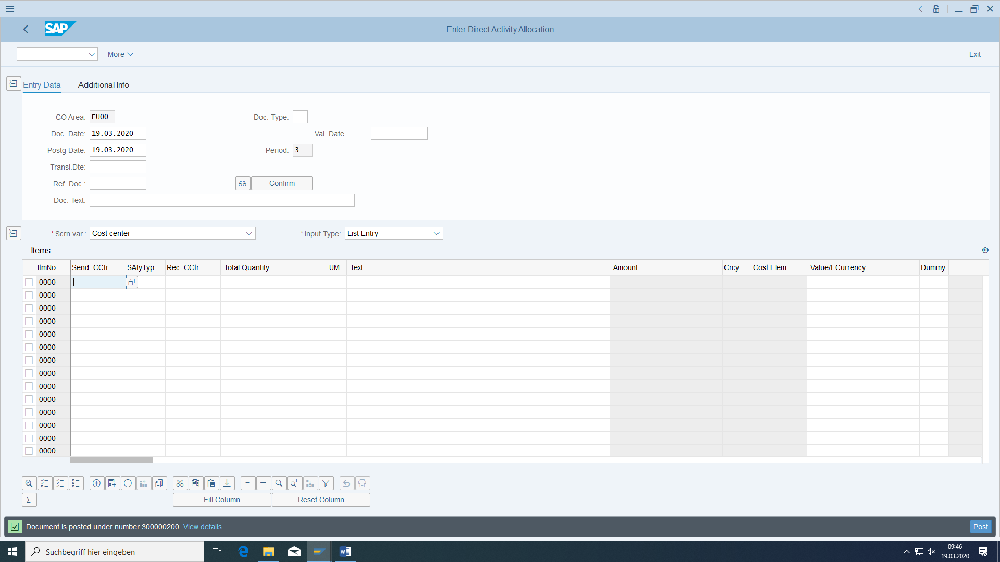 SAP
Enter Direct Activity Allocation
More
Exit
Entry Data
Additional Info
CO Area: EU00
Doc. Type:
Doc. Date: 19.03.2020
Val. Date
Postg Date: 19.03.2020
Period: 3
Transl.Dte:
Ref. Doc.:
Confirm
Doc. Text:
* Scrn var.: Cost center
* Input Type: List Entry
Items
ItmNo. Send. CCtr SAtyTyp Rec. CCtr Total Quantity UM Text Amount Crcy Cost Elem. Value/FCurrency Dummy
0000
0000
0000
0000
0000
0000
0000
0000
0000
0000
0000
0000
0000
0000
Σ
Fill Column
Reset Column
Document is posted under number 300000200 View details
Post
Suchbegriff hier eingeben
09:46
19.03.2020